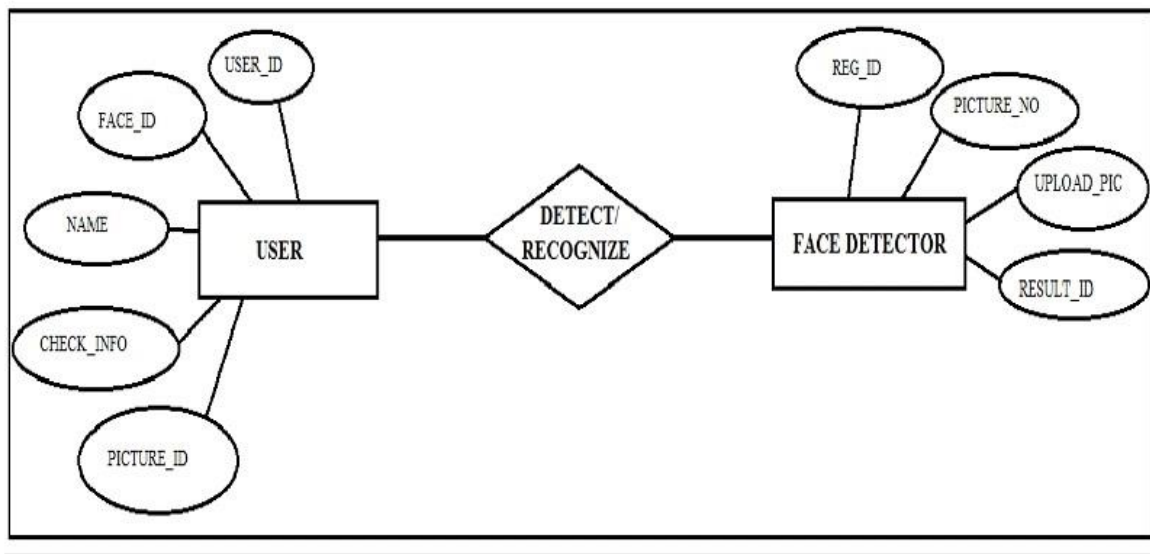 USER_ID
FACE_ID
NAME
CHECK_INFO
PICTURE_ID
USER
DETECT/
RECOGNIZE
FACE DETECTOR
REG_ID
PICTURE_NO
UPLOAD_PIC
RESULT_ID